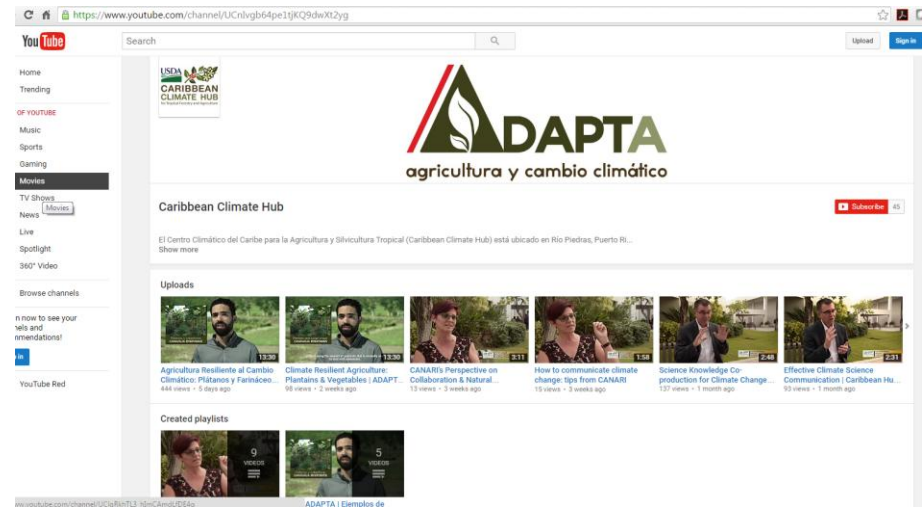 https://www.youtube.com/channel/UCnlvgb64pe1tjKQ9dwXt2yg
YouTube
Search
Upload
Sign in
Home
Trending
OF YOUTUBE
Music
Sports
Gaming
Movies
TV Shows
Movies
News
Live
Spotlight
360° Video
Browse channels
n now to see your
nels and
mmendations!
in
YouTube Red
USDA
CARIBBEAN
CLIMATE HUB
ADAPTA
agricultura y cambio climático
Caribbean Climate Hub
Subscribe 45
El Centro Climático del Caribe para la Agricultura y Silvicultura Tropical (Caribbean Climate Hub) está ubicado en Río Piedras, Puerto Ri...
Show more
Uploads
13:30
13:30
3:11
1:58
2:48
2:31
Agricultura Resiliente al Cambio
Climático: Plátanos y Farináceo...
444 views • 5 days ago
Climate Resilient Agriculture:
Plantains & Vegetables | ADAPT...
98 views • 2 weeks ago
CANARI's Perspective on
Collaboration & Natural...
13 views • 3 weeks ago
How to communicate climate
change: tips from CANARI
15 views • 3 weeks ago
Science Knowledge Co-
production for Climate Change...
137 views • 1 month ago
Effective Climate Science
Communication | Caribbean Hu...
93 views • 1 month ago
Created playlists
9
VIDEOS
5
VIDEOS
ADAPTA | Ejemplos de